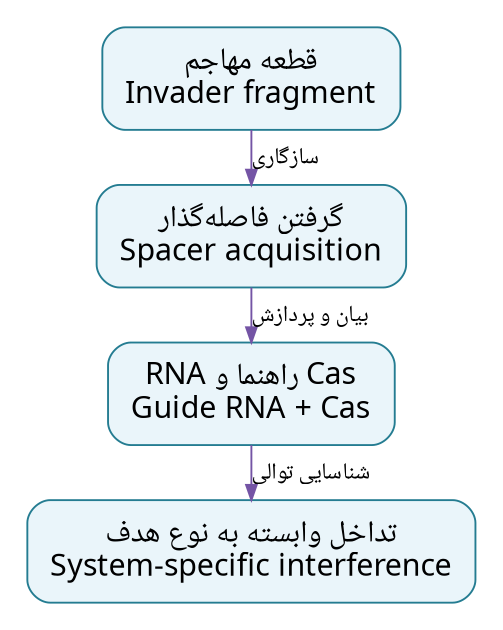 قطعه مهاجم
Invader fragment
سازگاری
گرفتن فاصله‌گذار
Spacer acquisition
بیان و پردازش
RNA راهنما و Cas
Guide RNA + Cas
شناسایی توالی
تداخل وابسته به نوع هدف
System-specific interference